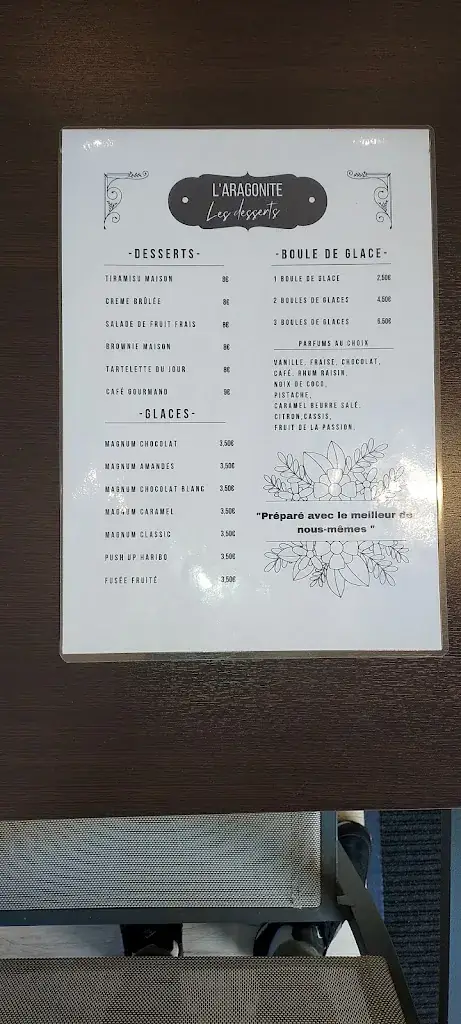 L'ARAGONITE
Les desserts
-DESSERTS-
TIRAMISU MAISON 8€
CREME BRÛLÉE 8€
SALADE DE FRUIT FRAIS 8€
BROWNIE MAISON 8€
TARTELETTE DU JOUR 8€
CAFÉ GOURMAND 9€
-GLACES-
MAGNUM CHOCOLAT 3,50€
MAGNUM AMANDES 3,50€
MAGNUM CHOCOLAT BLANC 3,50€
MAGNUM CARAMEL 3,50€
MAGNUM CLASSIC 3,50€
PUSH UP HARIBO 3,50€
FUSÉE FRUITÉ 3,50€
-BOULE DE GLACE-
1 BOULE DE GLACE 2,50€
2 BOULES DE GLACES 4,50€
3 BOULES DE GLACES 6,50€
PARFUMS AU CHOIX
VANILLE, FRAISE, CHOCOLAT,
CAFÉ, RHUM RAISIN,
NOIX DE COCO,
PISTACHE,
CARAMEL BEURRE SALÉ,
CITRON,CASSIS,
FRUIT DE LA PASSION,
"Préparé avec le meilleur de
nous-mêmes "